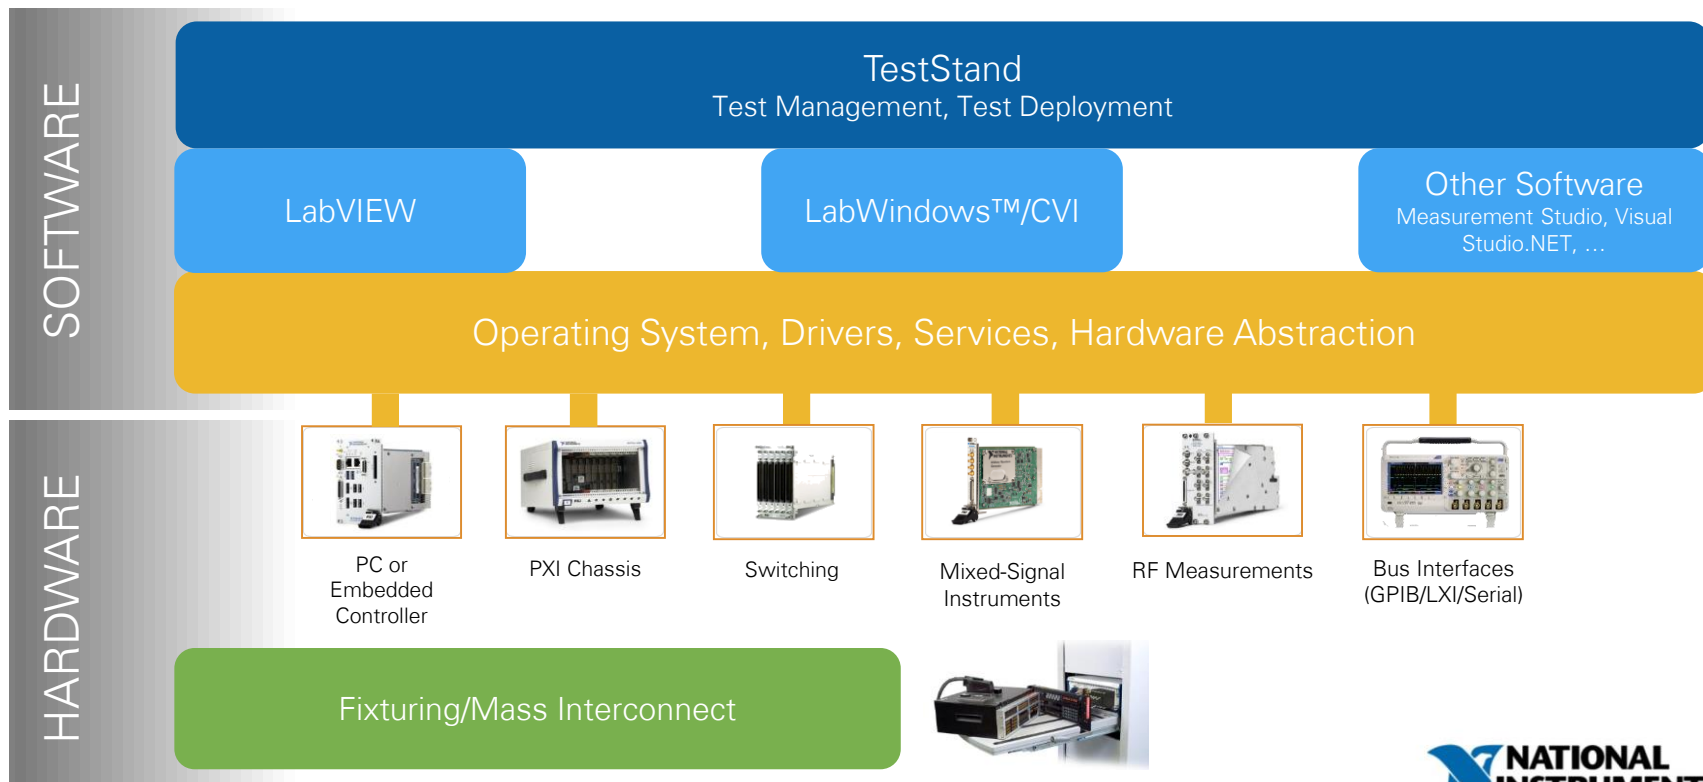 SOFTWARE
TestStand
Test Management, Test Deployment
LabVIEW
LabWindows™/CVI
Other Software
Measurement Studio, Visual
Studio.NET, ...
Operating System, Drivers, Services, Hardware Abstraction
HARDWARE
PC or
Embedded
Controller
PXI Chassis
Switching
Mixed-Signal
Instruments
RF Measurements
Bus Interfaces
(GPIB/LXI/Serial)
Fixturing/Mass Interconnect
NATIONAL
INSTRUMENT